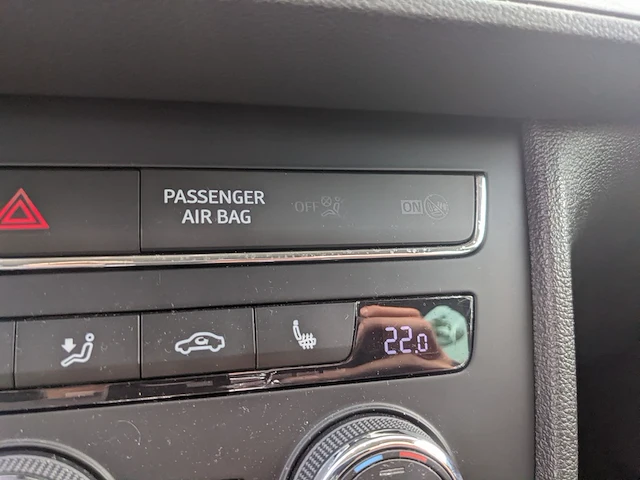 PASSENGER
AIR BAG
OFF
ON
22.0